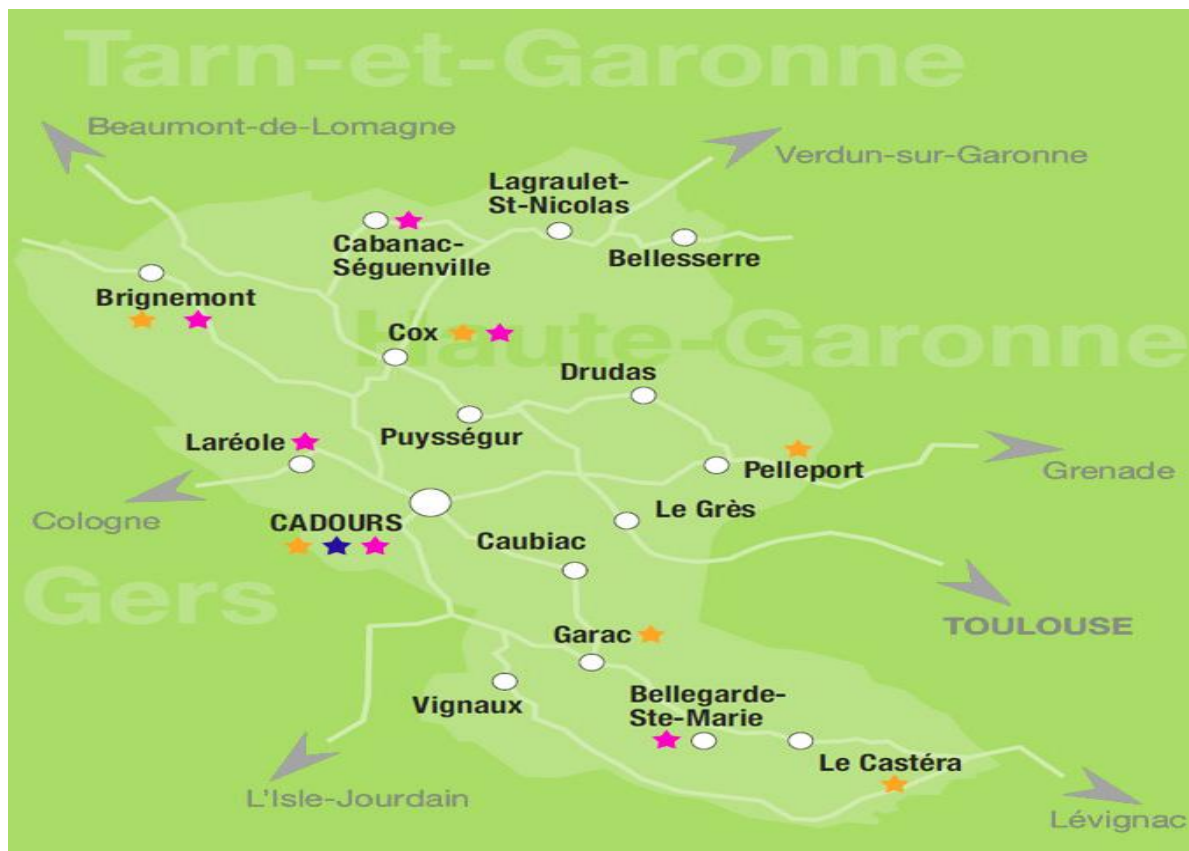 Tarn-et-Garonne
Beaumont-de-Lomagne
Verdun-sur-Garonne
Lagraulet-
St-Nicolas
Cabanac-
Séguenville
Bellesserre
Brignemont
Cox
Haute-Garonne
Drudas
Laréole
Puysségur
Pelleport
Grenade
Cologne
CADOURS
Le Grès
Caubiac
Gers
TOULOUSE
Garac
Vignaux
Bellegarde-
Ste-Marie
Le Castéra
L'Isle-Jourdain
Lévignac